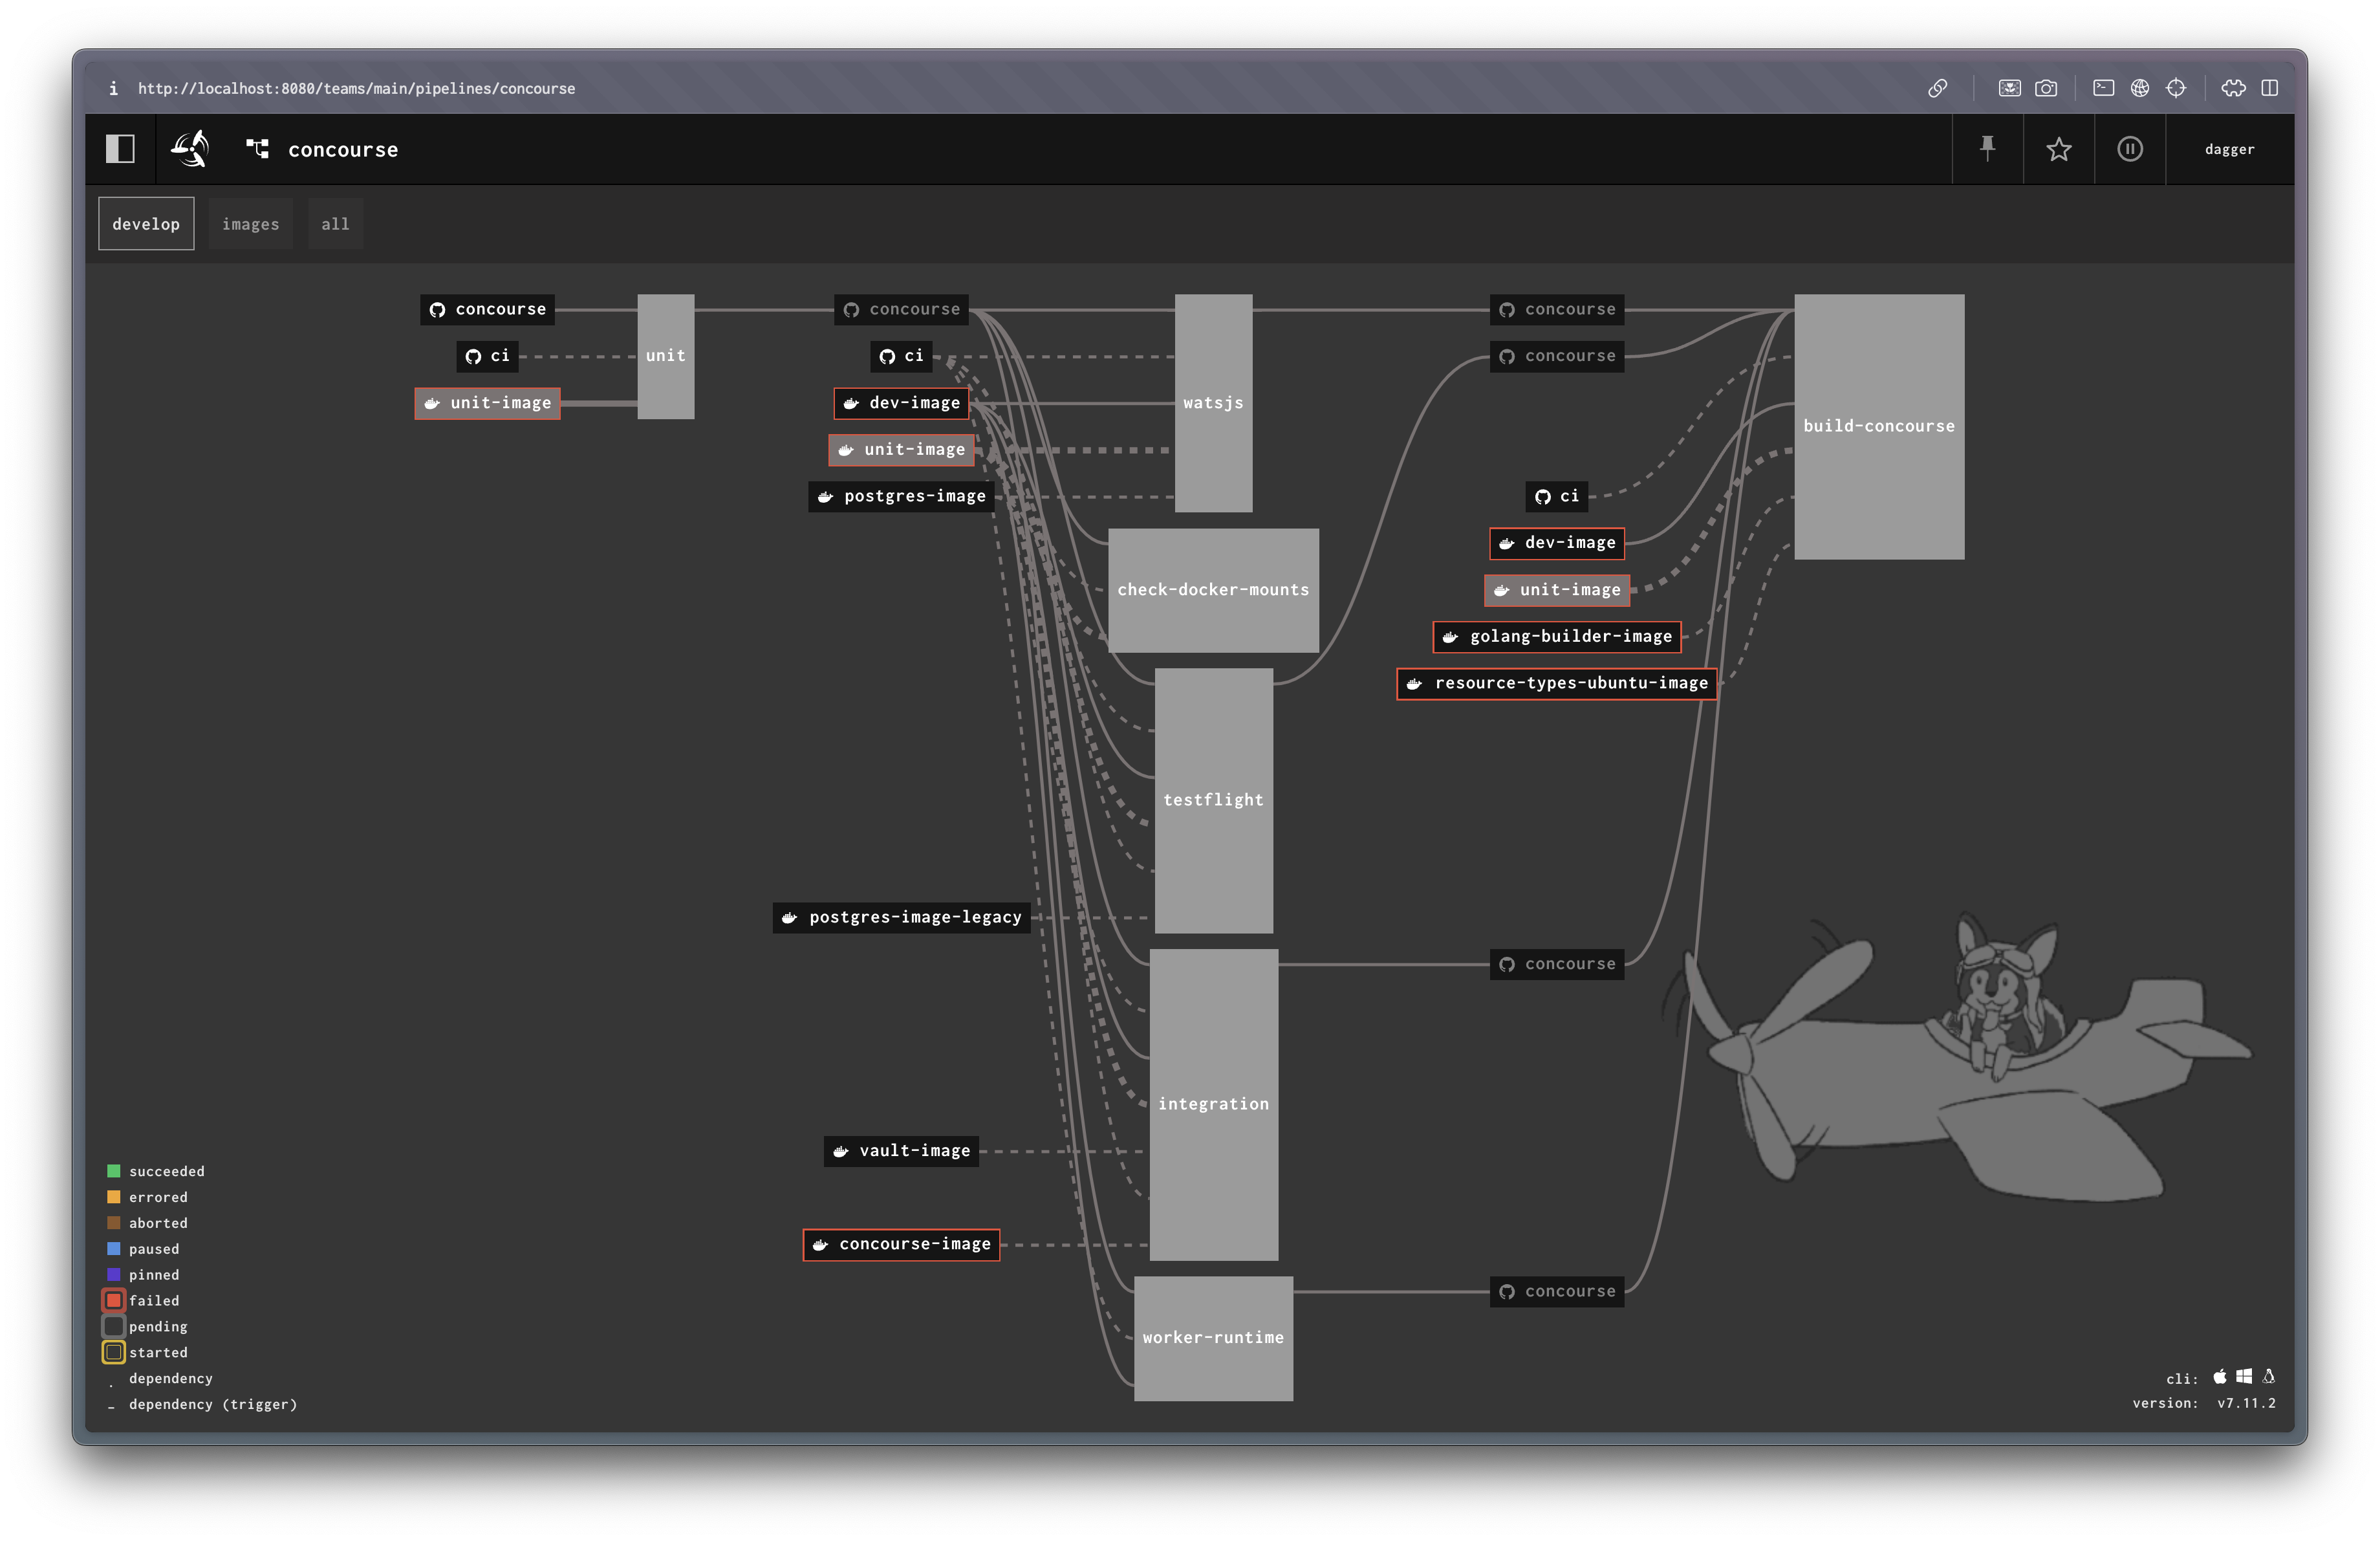 i http://localhost:8080/teams/main/pipelines/concourse
concourse
dagger
develop images all
concourse
ci
unit-image
unit
concourse
ci
dev-image
unit-image
postgres-image
postgres-image-legacy
vault-image
concourse-image
watsjs
check-docker-mounts
testflight
integration
worker-runtime
concourse
concourse
ci
dev-image
unit-image
golang-builder-image
resource-types-ubuntu-image
concourse
concourse
build-concourse
succeeded
errored
aborted
paused
pinned
failed
pending
started
dependency
dependency (trigger)
cli:
version: v7.11.2